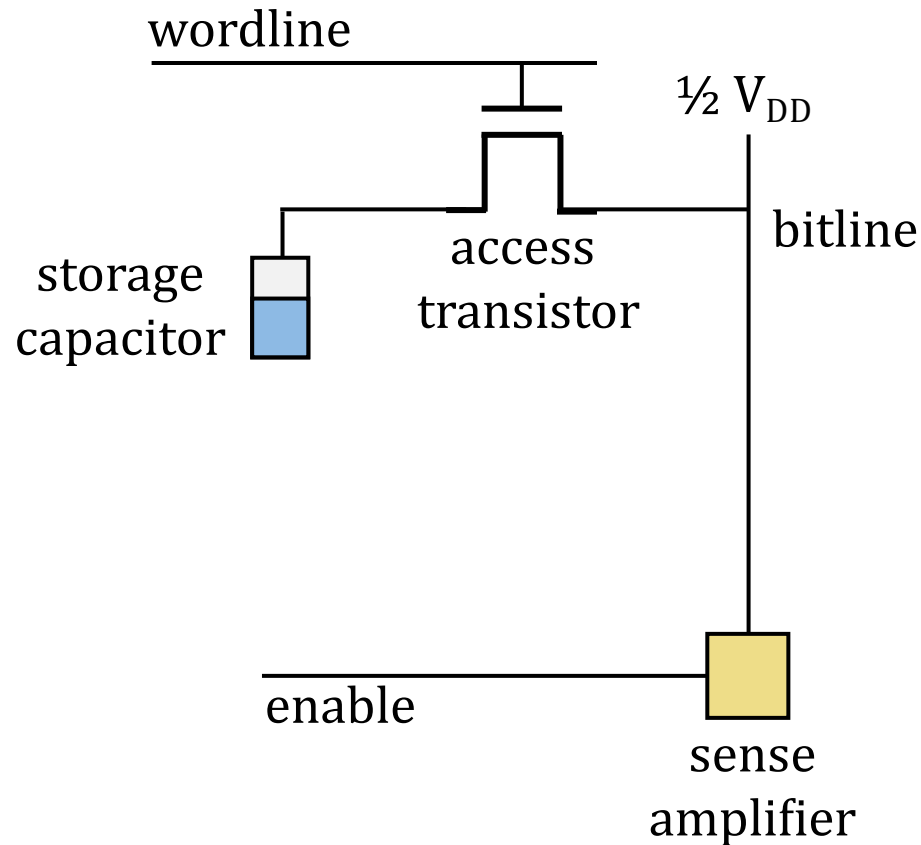 wordline
½ V_DD
bitline
access
transistor
storage
capacitor
enable
sense
amplifier